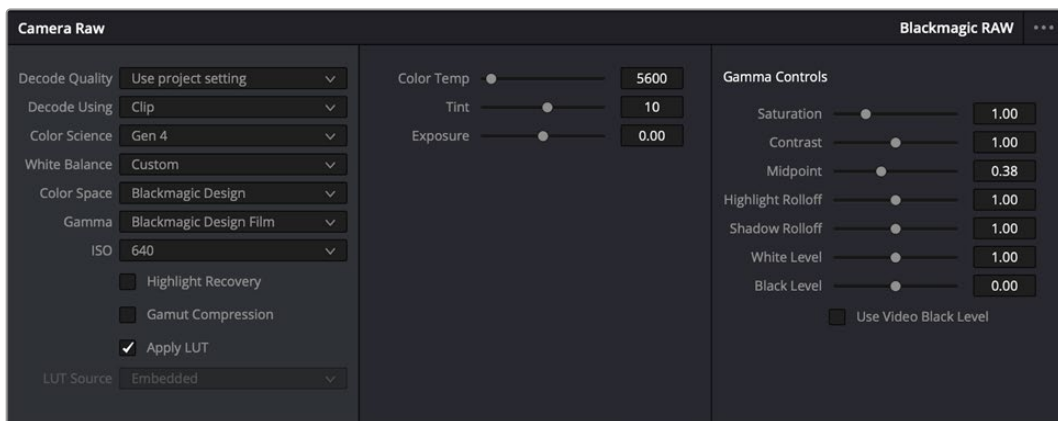 Camera Raw
Blackmagic RAW
Decode Quality Use project setting
Decode Using Clip
Color Science Gen 4
White Balance Custom
Color Space Blackmagic Design
Gamma Blackmagic Design Film
ISO 640
Highlight Recovery
Gamut Compression
Apply LUT
LUT Source Embedded
Color Temp 5600
Tint 10
Exposure 0.00
Gamma Controls
Saturation 1.00
Contrast 1.00
Midpoint 0.38
Highlight Rolloff 1.00
Shadow Rolloff 1.00
White Level 1.00
Black Level 0.00
Use Video Black Level